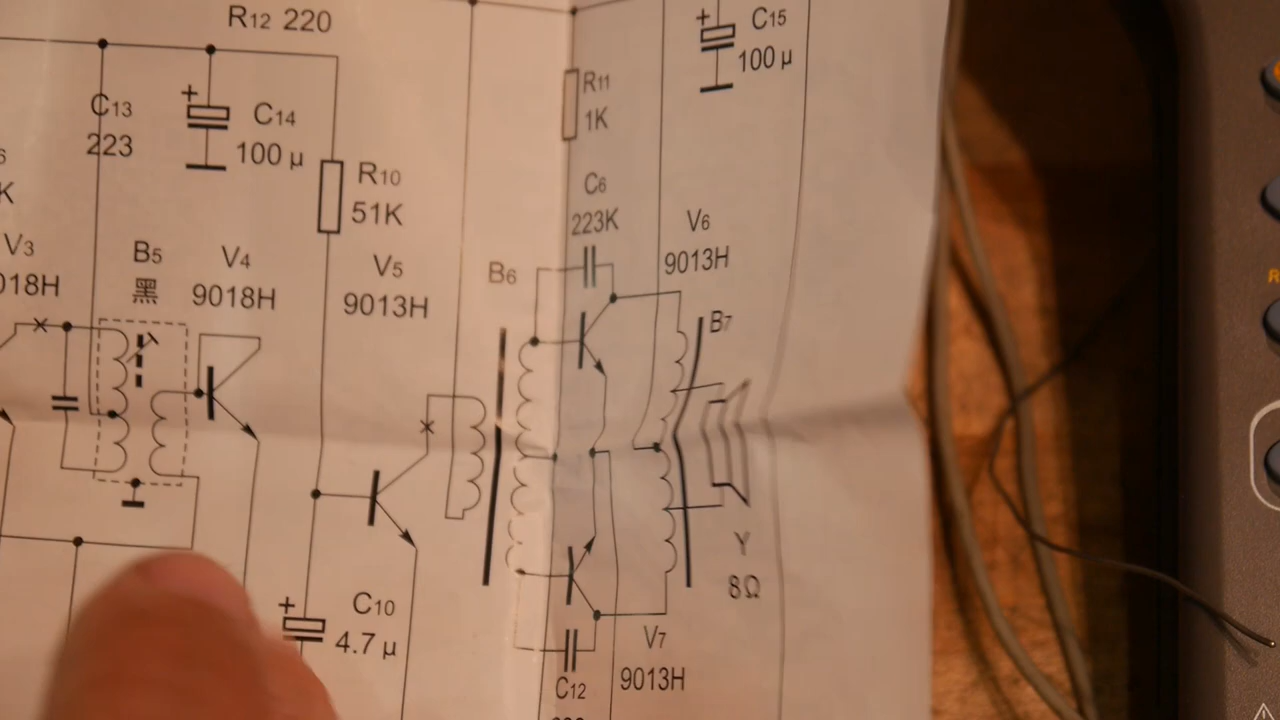 R12 220
C15
100 μ
R11
1K
C13
223
C14
100 μ
R10
51K
C6
223K
V6
9013H
V3
018H
B5
黑
V4
9018H
V5
9013H
B6
B7
Y
8Ω
C10
4.7 μ
V7
9013H
C12